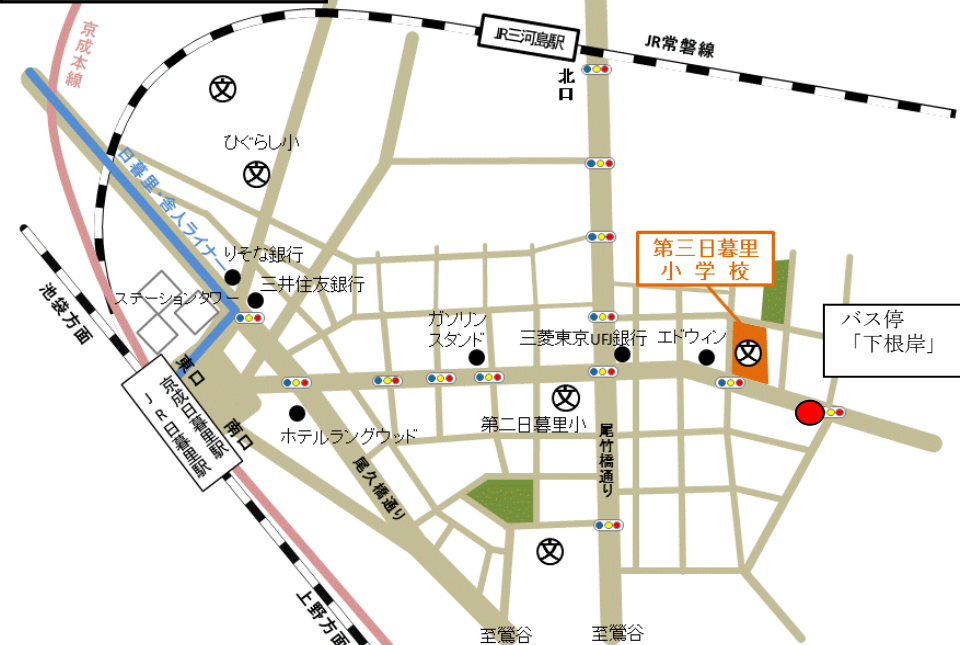 京成本線
JR三河島駅
JR常磐線
北口
文
ひぐらし小
文
日暮里・舎人ライナー
りそな銀行
三井住友銀行
ステーションタワー
第三日暮里
小学校
池袋方面
バス停
「下根岸」
ガソリン
スタンド
三菱東京UFJ銀行
エドウィン
文
東口
京成日暮里駅
JR日暮里駅
南口
文
第二日暮里小
ホテルラングウッド
尾竹橋通り
尾久橋通り
文
上野方面
至鶯谷
至鶯谷